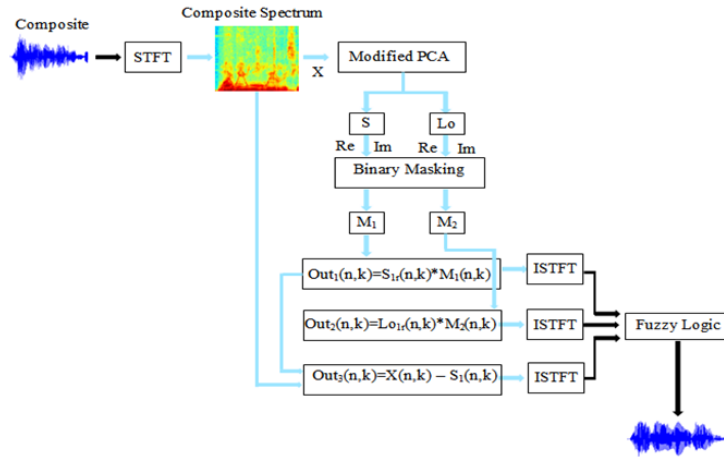 Composite Spectrum
Composite
STFT
X
Modified PCA
S
Lo
Re Im
Re Im
Binary Masking
M₁
M₂
Out₁(n,k)=S₁ᵣ(n,k)*M₁(n,k)
ISTFT
Out₂(n,k)=Lo₁ᵣ(n,k)*M₂(n,k)
ISTFT
Fuzzy Logic
Out₃(n,k)=X(n,k) – S₁(n,k)
ISTFT